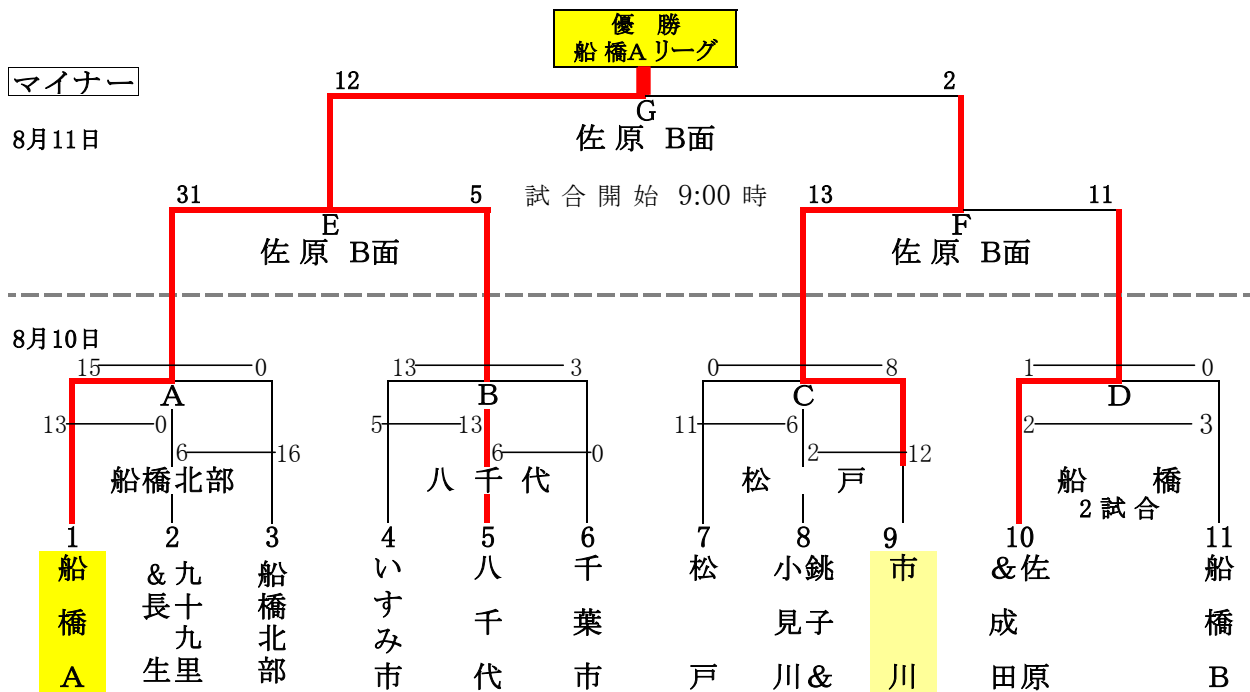 優 勝
船 橋A リーグ
マイナー
12
2
G
8月11日
佐 原 B面
31
5
試 合 開 始 9:00 時
13
11
E
F
佐 原 B面
佐 原 B面
8月10日
15
0
13
3
0
8
1
0
A
B
C
D
13
0
5
13
11
6
2
3
6
16
6
0
2
12
船橋北部
八 千 代
松 戸
船 橋
2 試 合
1
2
3
4
5
6
7
8
9
10
11
船橋A
九十九里
&長生
船橋北部
いすみ市
八千代
千葉市
松戸
銚子&
小見川
市川
佐原
&成田
船橋B